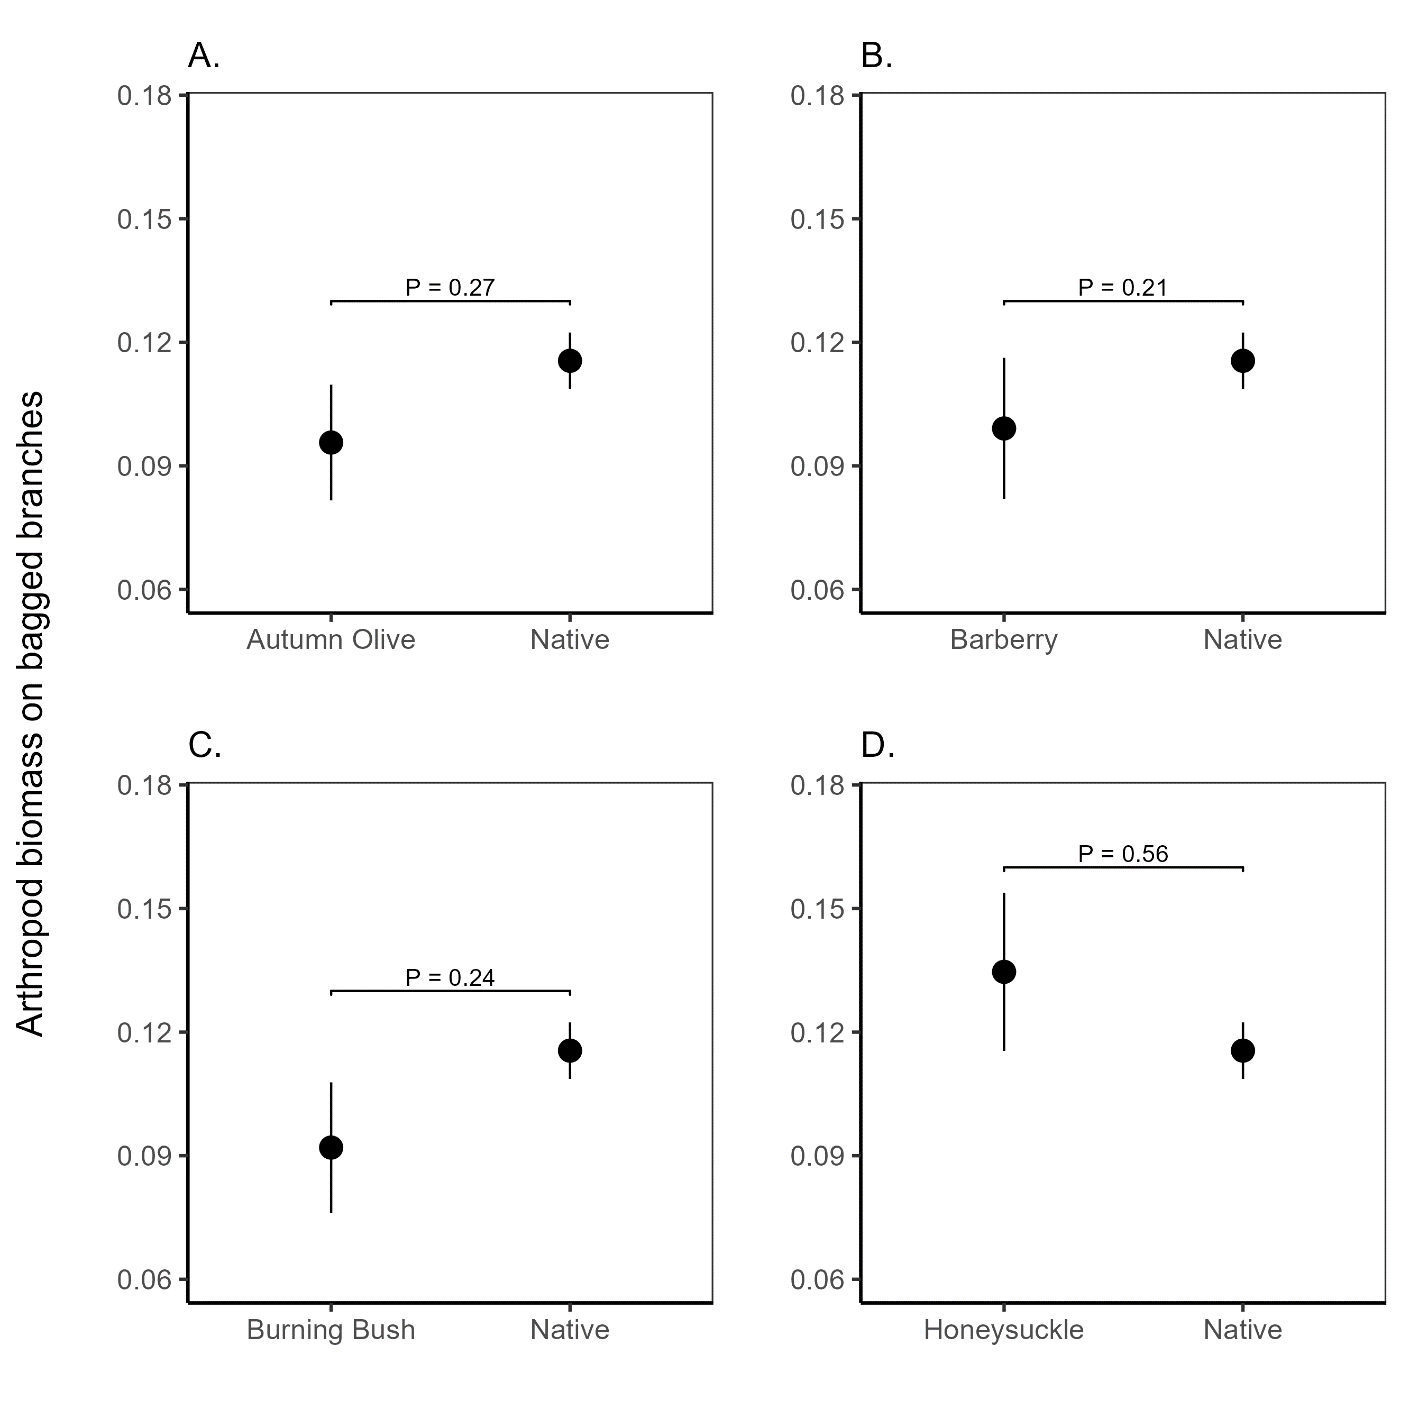 Arthropod biomass on bagged branches
A.
0.18
0.15
0.12
0.09
0.06
P = 0.27
Autumn Olive Native
B.
0.18
0.15
0.12
0.09
0.06
P = 0.21
Barberry Native
C.
0.18
0.15
0.12
0.09
0.06
P = 0.24
Burning Bush Native
D.
0.18
0.15
0.12
0.09
0.06
P = 0.56
Honeysuckle Native